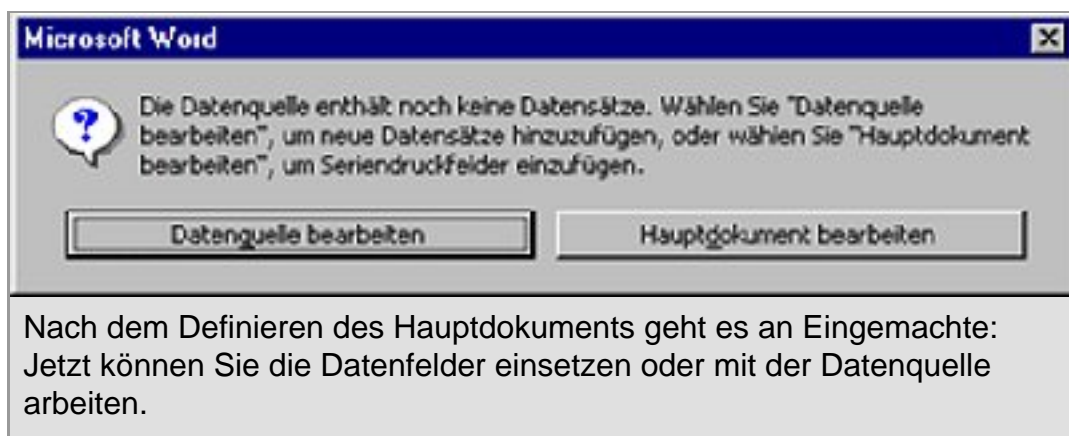 Microsoft Word
Die Datenquelle enthält noch keine Datensätze. Wählen Sie "Datenquelle
bearbeiten", um neue Datensätze hinzuzufügen, oder wählen Sie "Hauptdokument
bearbeiten", um Seriendruckfelder einzufügen.
Datenquelle bearbeiten
Hauptdokument bearbeiten
Nach dem Definieren des Hauptdokuments geht es an Eingemachte:
Jetzt können Sie die Datenfelder einsetzen oder mit der Datenquelle
arbeiten.